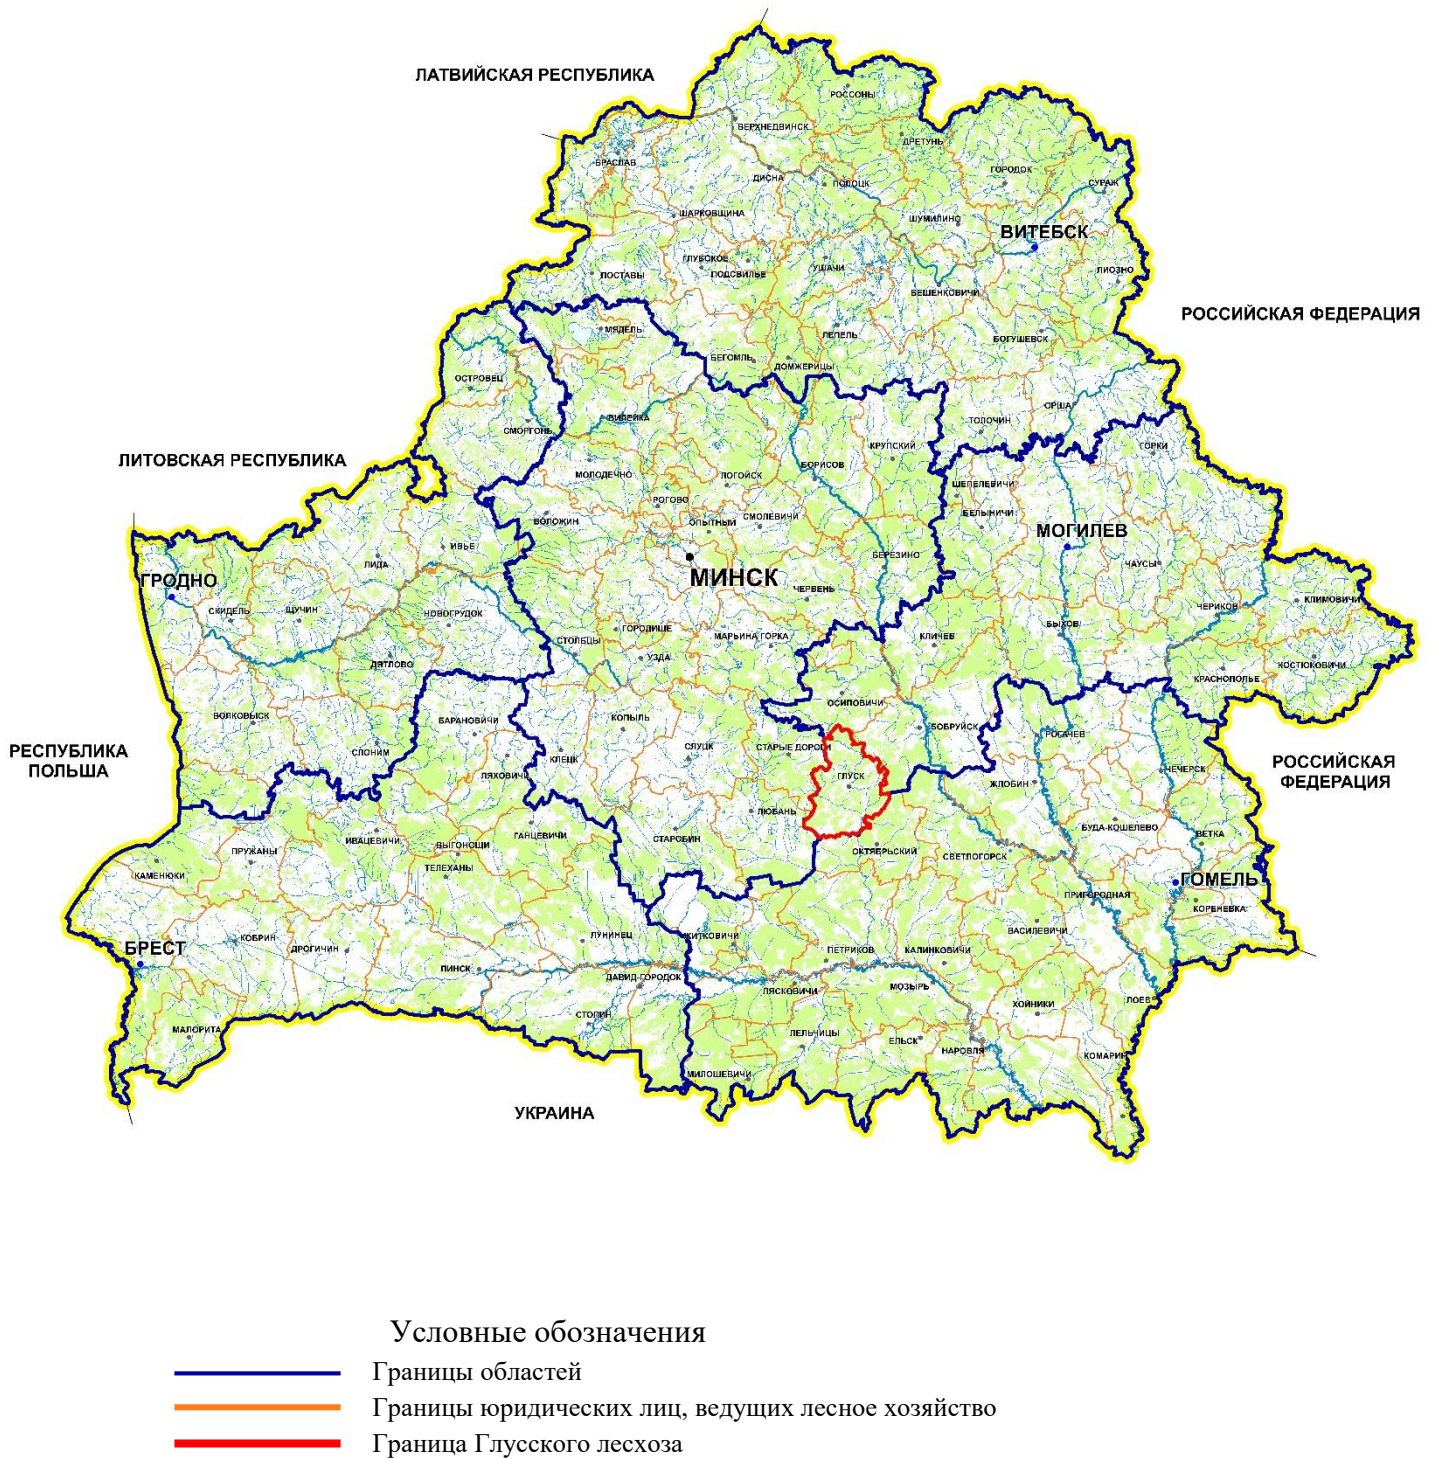 ЛАТВИЙСКАЯ РЕСПУБЛИКА
РОССОНЫ
ВЕРХНЕДВИНСК
ДРЕТУНЬ
БРАСЛАВ
ГОРОДОК
ДИСНА
ПОЛОЦК
СУРАЖ
ШАРКОВЩИНА
ШУМИЛИНО
ВИТЕБСК
ГЛУБОКОЕ
ПОДСВИЛЬЕ
УШАЧИ
ЛИОЗНО
ПОСТАВЫ
БЕШЕНКОВИЧИ
РОССИЙСКАЯ ФЕДЕРАЦИЯ
МЯДЕЛЬ
ЛЕПЕЛЬ
БОГУШЕВСК
БЕГОМЛЬ
ДОМЖЕРИЦЫ
ОСТРОВЕЦ
ОРША
ВИЛЕЙКА
ТОЛОЧИН
СМОРГОНЬ
КРУПСКИЙ
ГОРКИ
ЛИТОВСКАЯ РЕСПУБЛИКА
БОРИСОВ
МОЛОДЕЧНО
ЛОГОЙСК
ШЕПЕЛЕВИЧИ
РОГОВО
БЕЛЫНИЧИ
ВОЛОЖИН
ОПЫТНЫЙ
СМОЛЕВИЧИ
МОГИЛЕВ
ИВЬЕ
БЕРЕЗИНО
ЛИДА
ЧАУСЫ
МИНСК
ГРОДНО
ЧЕРВЕНЬ
КЛИМОВИЧИ
СКИДЕЛЬ
ЩУЧИН
НОВОГРУДОК
ЧЕРИКОВ
ГОРОДИЩЕ
МАРЬИНА ГОРКА
КЛИЧЕВ
БЫХОВ
СТОЛБЦЫ
УЗДА
ДЯТЛОВО
КОСТЮКОВИЧИ
КРАСНОПОЛЬЕ
ОСИПОВИЧИ
ВОЛКОВЫСК
БАРАНОВИЧИ
КОПЫЛЬ
БОБРУЙСК
РОГАЧЕВ
РЕСПУБЛИКА
ПОЛЬША
СЛОНИМ
КЛЕЦК
СЛУЦК
СТАРЫЕ ДОРОГИ
РОССИЙСКАЯ
ФЕДЕРАЦИЯ
ЛЯХОВИЧИ
ГЛУСК
ЖЛОБИН
ЧЕЧЕРСК
ЛЮБАНЬ
БУДА-КОШЕЛЕВО
ВЕТКА
ГАНЦЕВИЧИ
ИВАЦЕВИЧИ
ВЫГОНОЩИ
СТАРОБИН
ПРУЖАНЫ
ОКТЯБРЬСКИЙ
СВЕТЛОГОРСК
ТЕЛЕХАНЫ
КАМЕНЮКИ
ГОМЕЛЬ
ПРИГОРОДНАЯ
КОРЕНЕВКА
ВАСИЛЕВИЧИ
ЖИТКОВИЧИ
БРЕСТ
КОБРИН
ДРОГИЧИН
ЛУНИНЕЦ
ПЕТРИКОВ
КАЛИНКОВИЧИ
ПИНСК
ДАВИД-ГОРОДОК
ЛЯСКОВИЧИ
МОЗЫРЬ
ХОЙНИКИ
ЛОЕВ
СТОЛИН
МАЛОРИТА
ЛЕЛЬЧИЦЫ
ЕЛЬСК
НАРОВЛЯ
КОМАРИН
МИЛОШЕВИЧИ
УКРАИНА
Условные обозначения
Границы областей
Границы юридических лиц, ведущих лесное хозяйство
Граница Глусского лесхоза